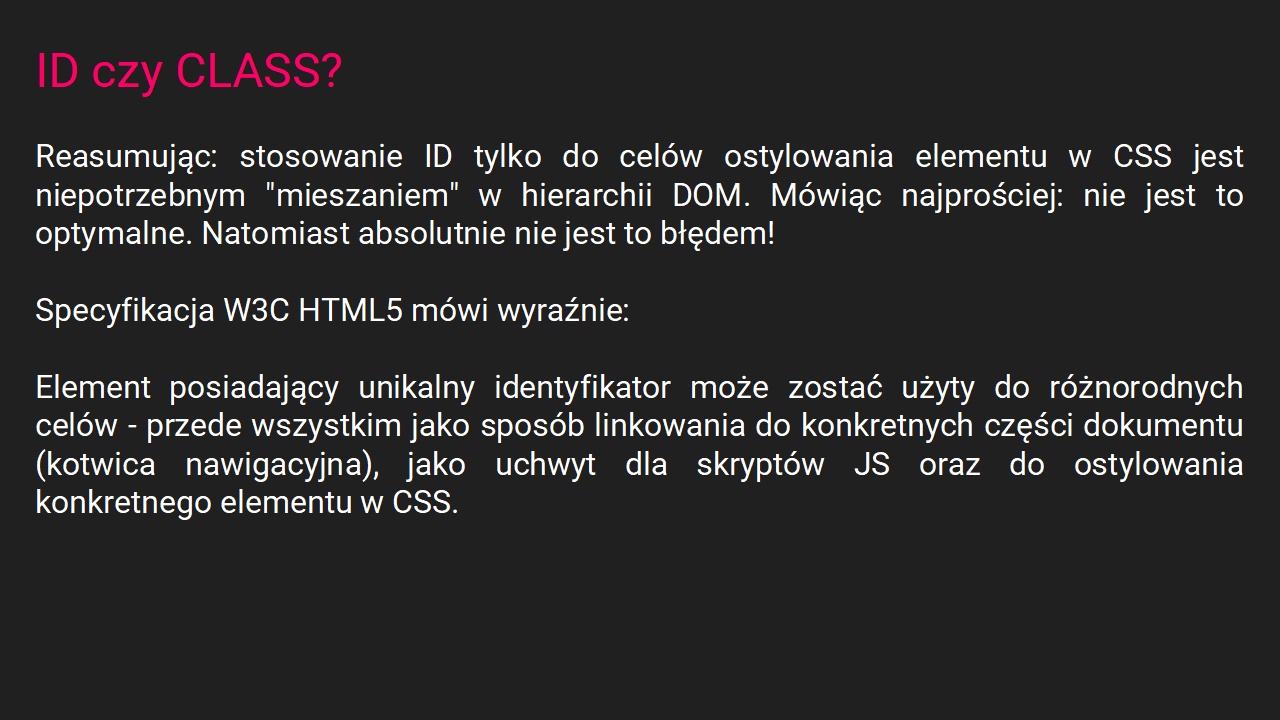 ID czy CLASS?
Reasumując: stosowanie ID tylko do celów ostylowania elementu w CSS jest
niepotrzebnym "mieszaniem" w hierarchii DOM. Mówiąc najprościej: nie jest to
optymalne. Natomiast absolutnie nie jest to błędem!
Specyfikacja W3C HTML5 mówi wyraźnie:
Element posiadający unikalny identyfikator może zostać użyty do różnorodnych
celów - przede wszystkim jako sposób linkowania do konkretnych części dokumentu
(kotwica nawigacyjna), jako uchwyt dla skryptów JS oraz do ostylowania
konkretnego elementu w CSS.